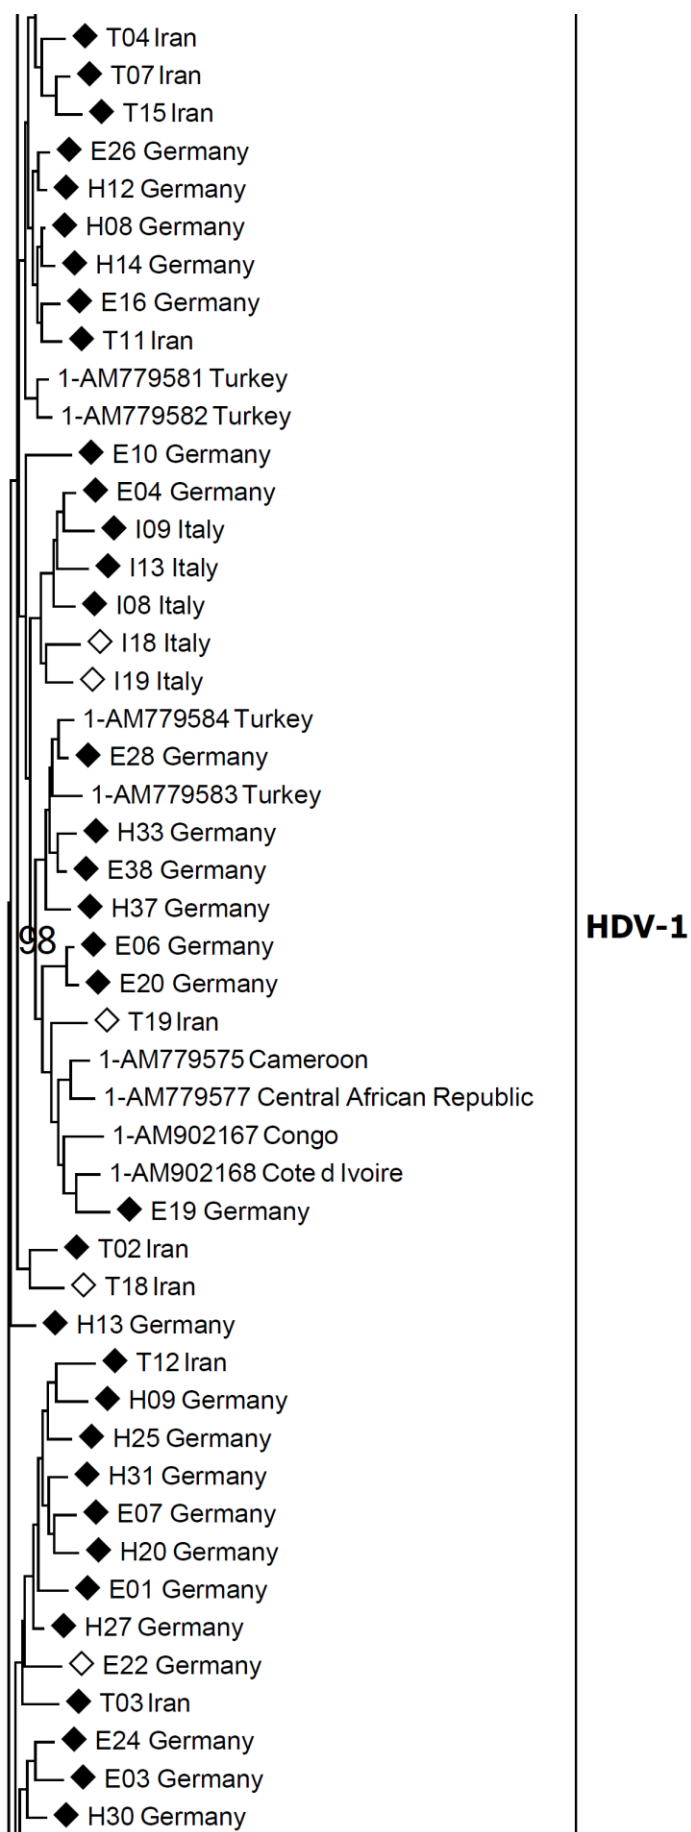 T04 Iran
T07 Iran
T15 Iran
E26 Germany
H12 Germany
H08 Germany
H14 Germany
E16 Germany
T11 Iran
1-AM779581 Turkey
1-AM779582 Turkey
E10 Germany
E04 Germany
I09 Italy
I13 Italy
I08 Italy
I18 Italy
I19 Italy
1-AM779584 Turkey
E28 Germany
1-AM779583 Turkey
H33 Germany
E38 Germany
H37 Germany
HDV-1
98
E06 Germany
E20 Germany
T19 Iran
1-AM779575 Cameroon
1-AM779577 Central African Republic
1-AM902167 Congo
1-AM902168 Cote d Ivoire
E19 Germany
T02 Iran
T18 Iran
H13 Germany
T12 Iran
H09 Germany
H25 Germany
H31 Germany
E07 Germany
H20 Germany
E01 Germany
H27 Germany
E22 Germany
T03 Iran
E24 Germany
E03 Germany
H30 Germany